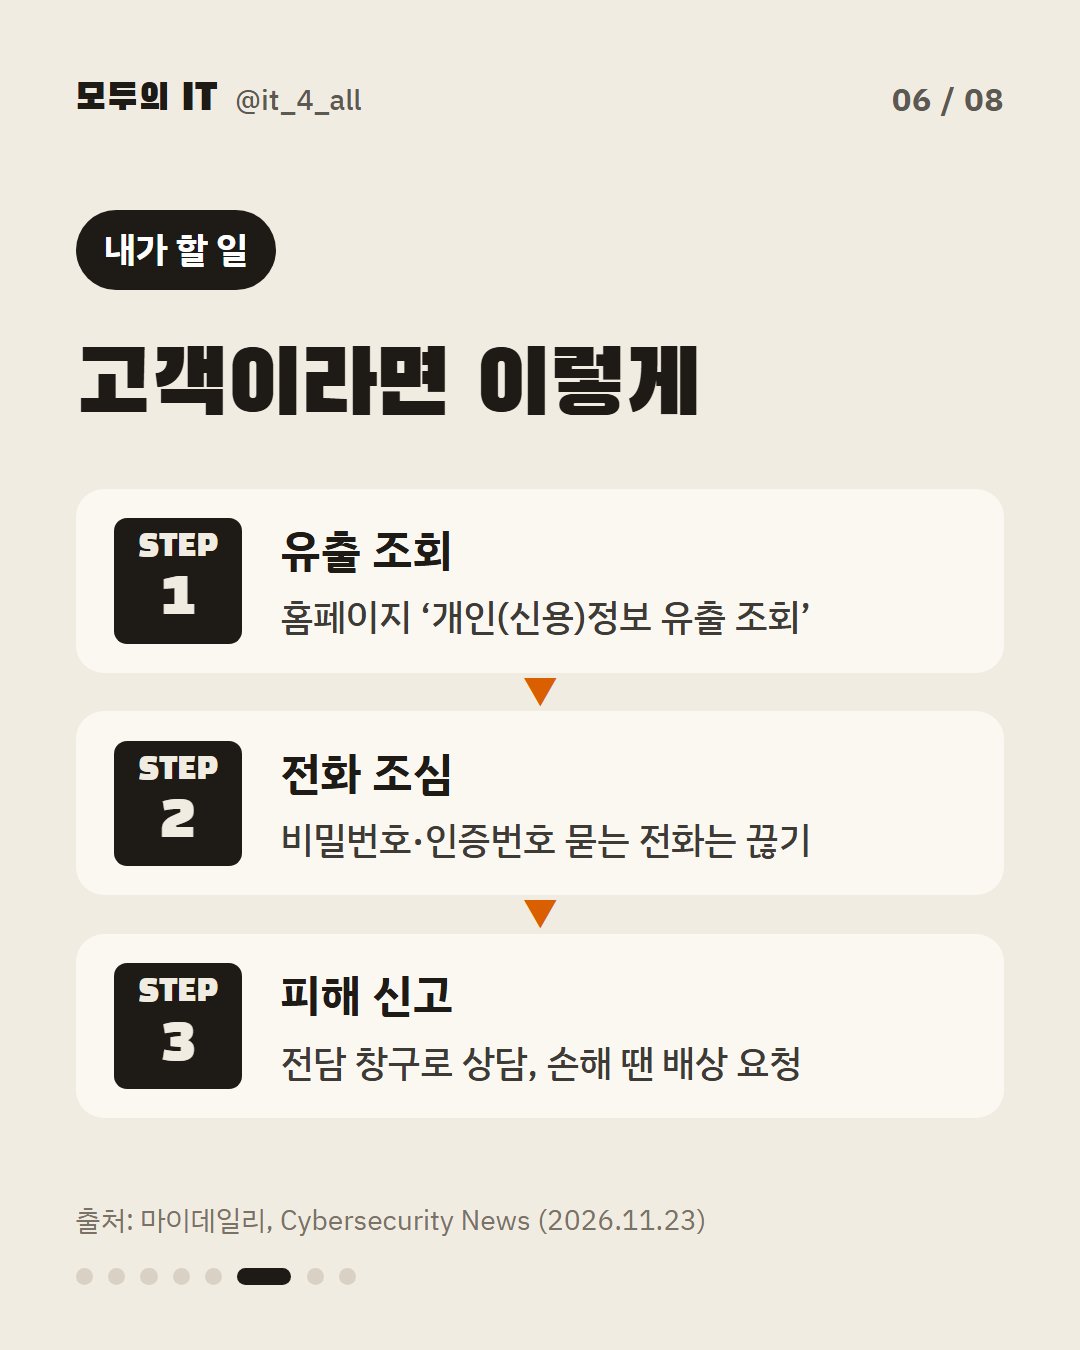 모두의 IT @it_4_all
06 / 08
내가 할 일
고객이라면 이렇게
STEP
1
유출 조회
홈페이지 ‘개인(신용)정보 유출 조회’
STEP
2
전화 조심
비밀번호·인증번호 묻는 전화는 끊기
STEP
3
피해 신고
전담 창구로 상담, 손해 땐 배상 요청
출처: 마이데일리, Cybersecurity News (2026.11.23)